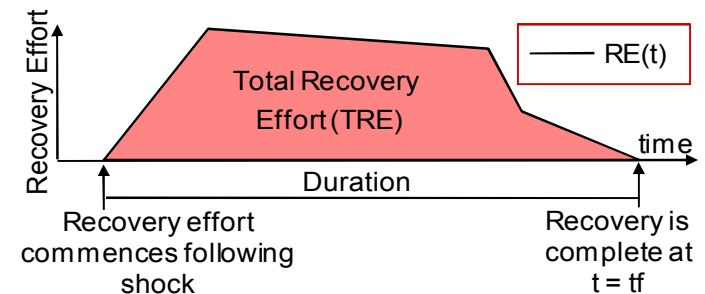 Recovery Effort
RE(t)
Total Recovery
Effort (TRE)
time
Duration
Recovery effort
commences following
shock
Recovery is
complete at
t = tf